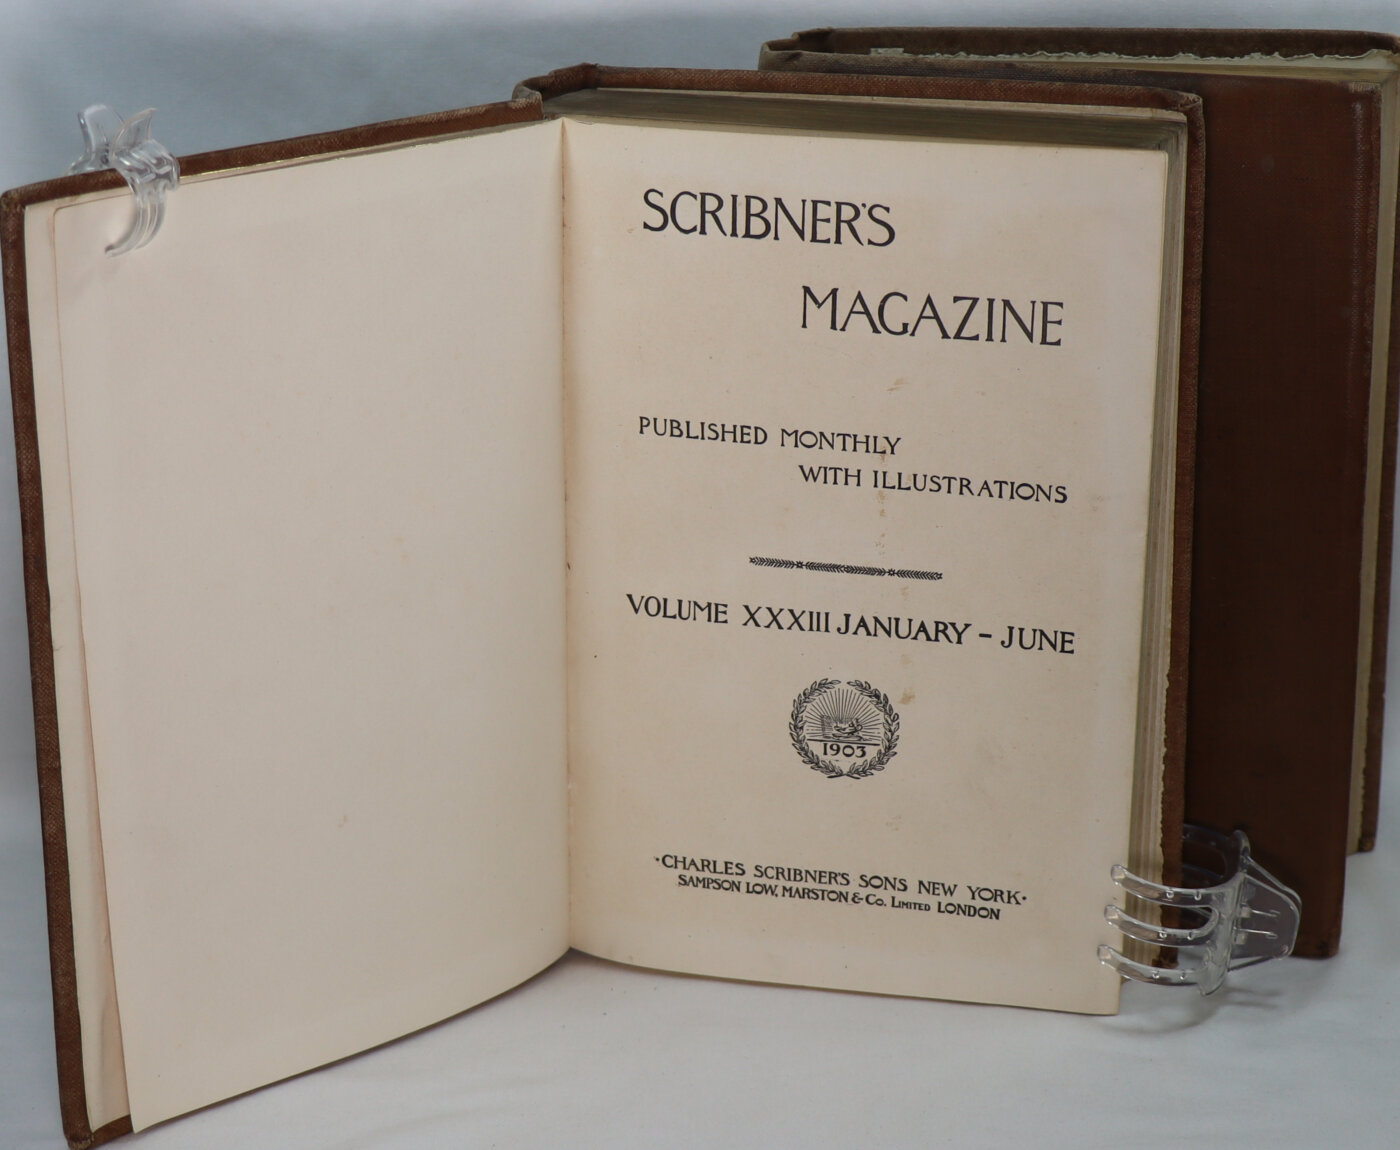 SCRIBNER'S
MAGAZINE
PUBLISHED MONTHLY
WITH ILLUSTRATIONS
VOLUME XXXIII JANUARY - JUNE
1903
·CHARLES SCRIBNER'S SONS NEW YORK·
SAMPSON LOW, MARSTON & Co. LIMITED LONDON